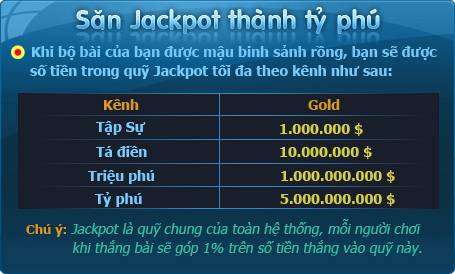 Săn Jackpot thành tỷ phú
Khi bộ bài của bạn được mậu binh sảnh rồng, bạn sẽ được
số tiền trong quỹ Jackpot tối đa theo kênh như sau:
Kênh Gold
Tập Sự 1.000.000 $
Tá điền 10.000.000 $
Triệu phú 1.000.000.000 $
Tỷ phú 5.000.000.000 $
Chú ý: Jackpot là quỹ chung của toàn hệ thống, mỗi người chơi
khi thắng bài sẽ góp 1% trên số tiền thắng vào quỹ này.